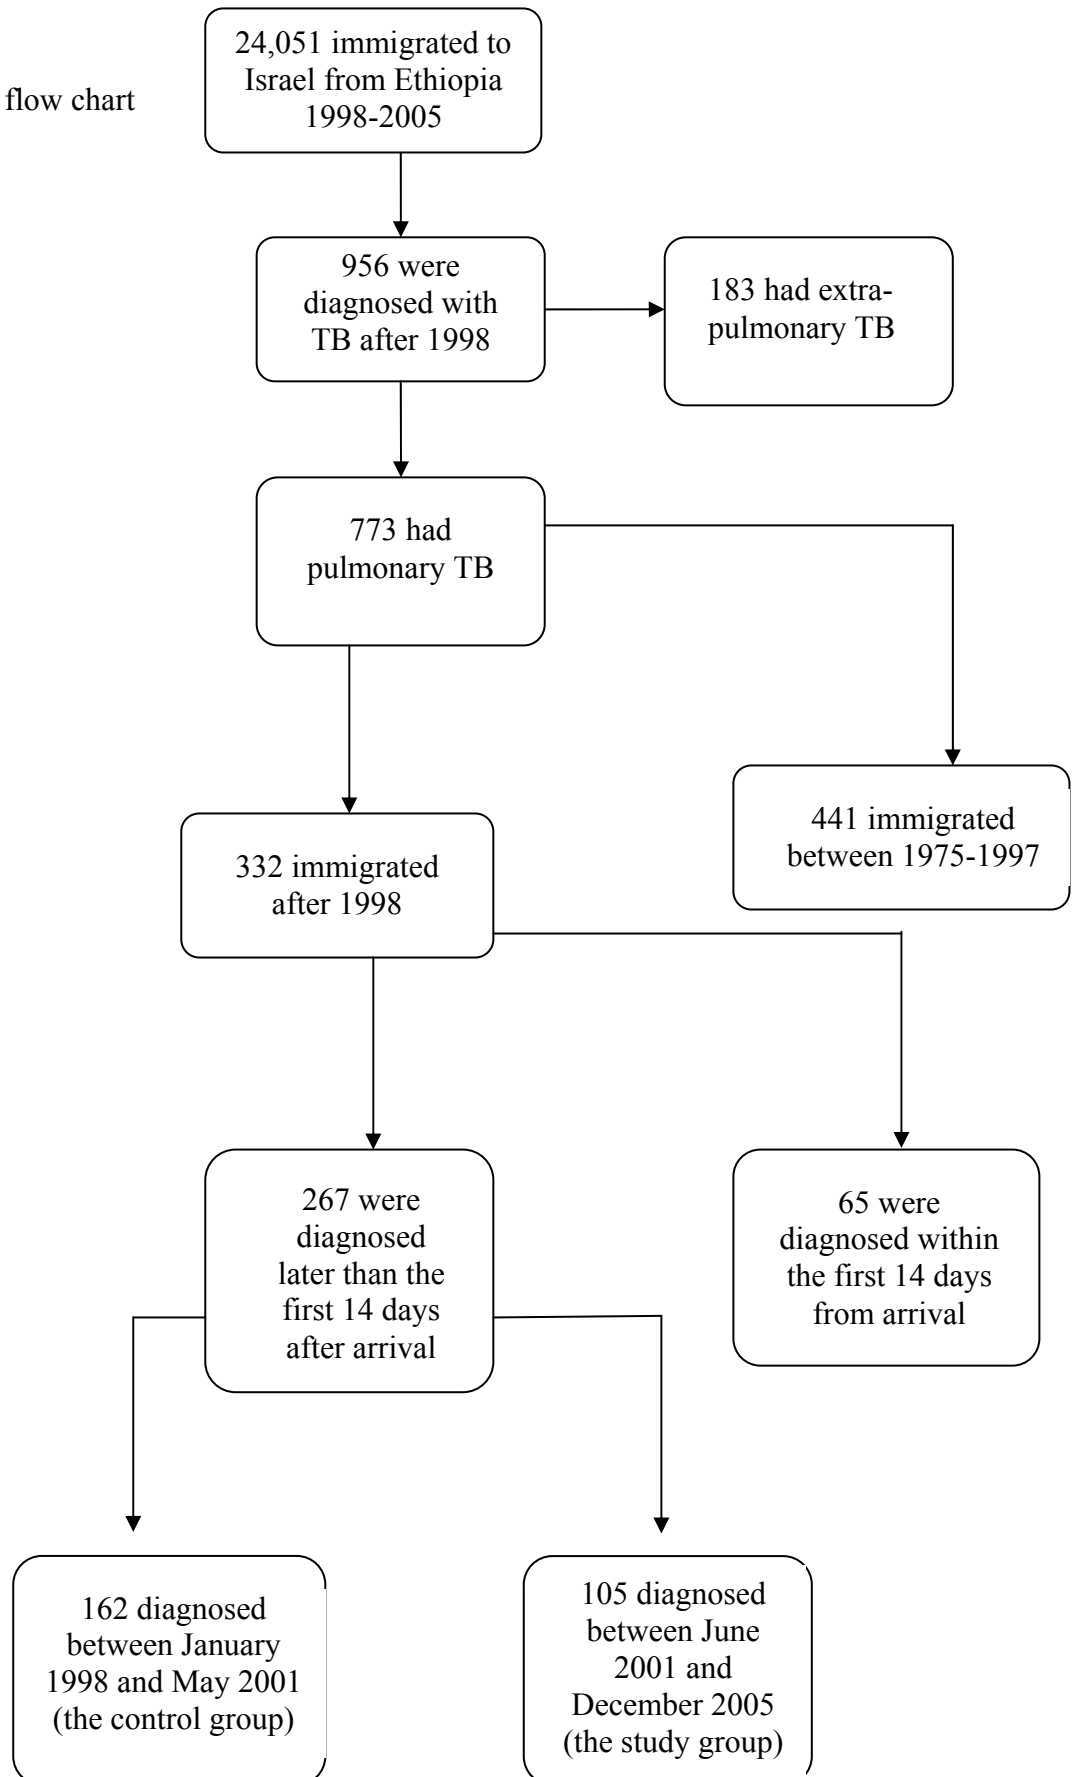 24,051 immigrated to
Israel from Ethiopia
1998-2005
flow chart
956 were
diagnosed with
TB after 1998
183 had extra-
pulmonary TB
773 had
pulmonary TB
441 immigrated
between 1975-1997
332 immigrated
after 1998
267 were
diagnosed
later than the
first 14 days
after arrival
65 were
diagnosed within
the first 14 days
from arrival
162 diagnosed
between January
1998 and May 2001
(the control group)
105 diagnosed
between June
2001 and
December 2005
(the study group)